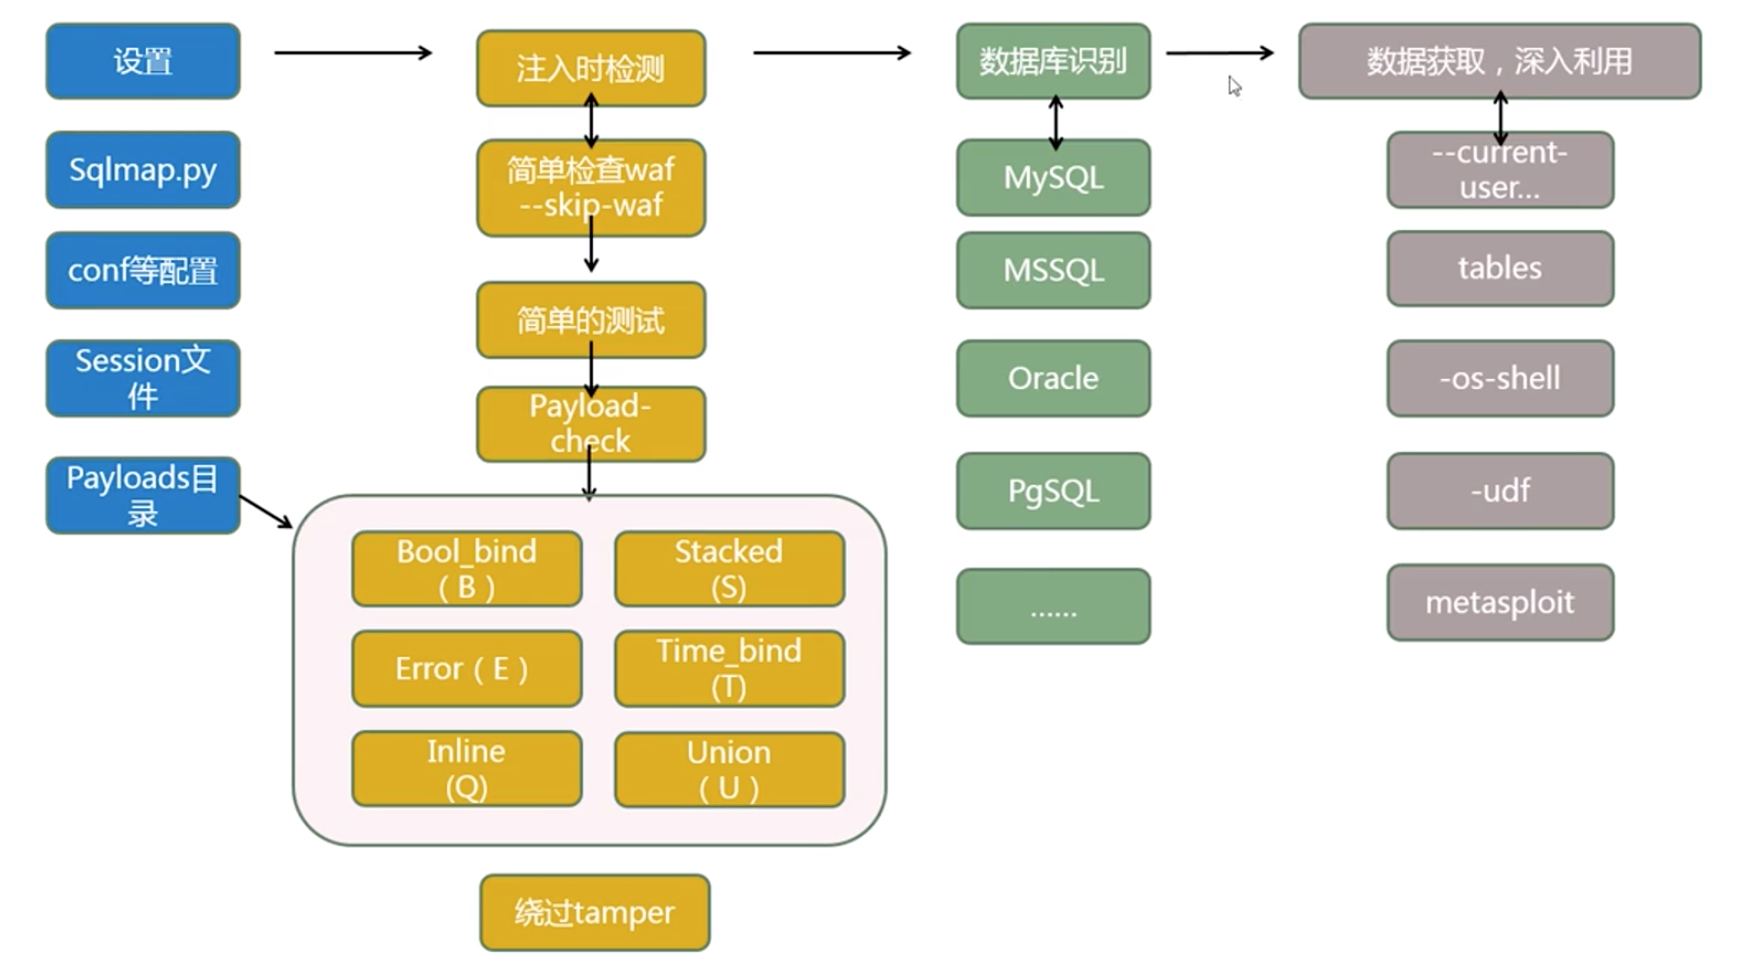 设置
Sqlmap.py
conf等配置
Session文
件
Payloads目
录
注入时检测
简单检查waf
--skip-waf
简单的测试
Payload-
check
Bool_bind
（B）
Stacked
(S)
Error（E）
Time_bind
(T)
Inline
(Q)
Union
（U）
绕过tamper
数据库识别
MySQL
MSSQL
Oracle
PgSQL
……
数据获取，深入利用
--current-
user...
tables
-os-shell
-udf
metasploit